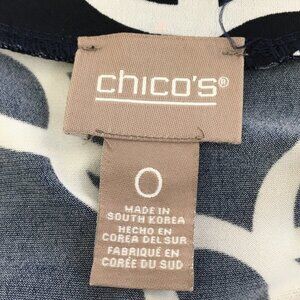 chico's®
0
MADE IN
SOUTH KOREA
HECHO EN
COREA DEL SUR
FABRIQUÉ EN
CORÉE DU SUD